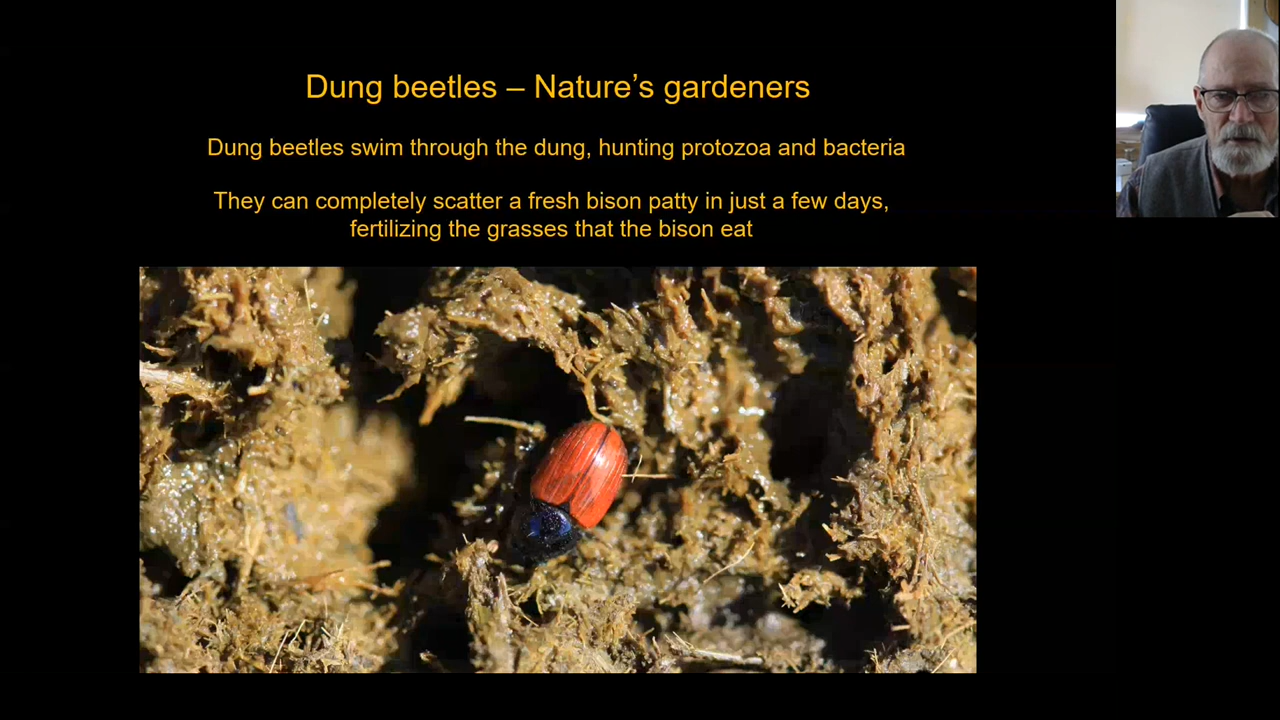 Dung beetles – Nature’s gardeners
Dung beetles swim through the dung, hunting protozoa and bacteria
They can completely scatter a fresh bison patty in just a few days,
fertilizing the grasses that the bison eat